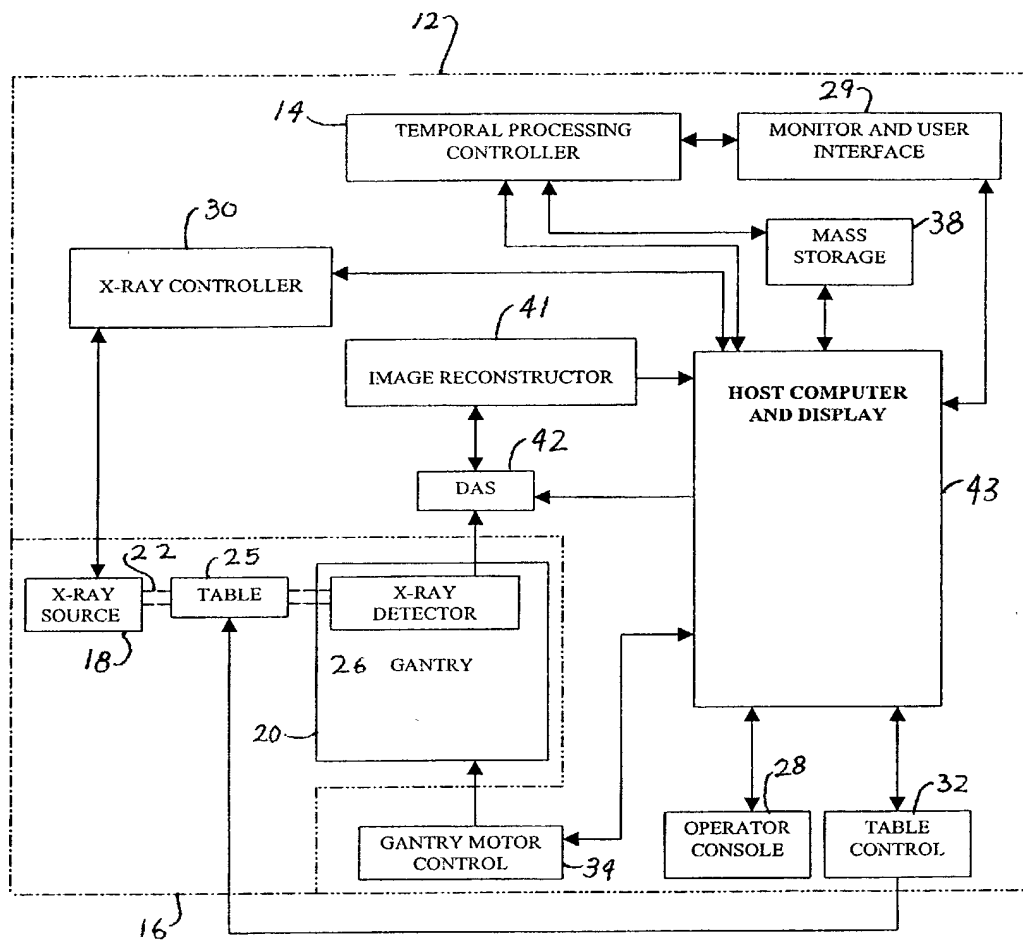 12
14
TEMPORAL PROCESSING
CONTROLLER
29
MONITOR AND USER
INTERFACE
30
X-RAY CONTROLLER
MASS
STORAGE
38
41
IMAGE RECONSTRUCTOR
HOST COMPUTER
AND DISPLAY
42
DAS
43
22
25
X-RAY
SOURCE
18
TABLE
X-RAY
DETECTOR
26
GANTRY
20
28
32
GANTRY MOTOR
CONTROL
34
OPERATOR
CONSOLE
TABLE
CONTROL
16